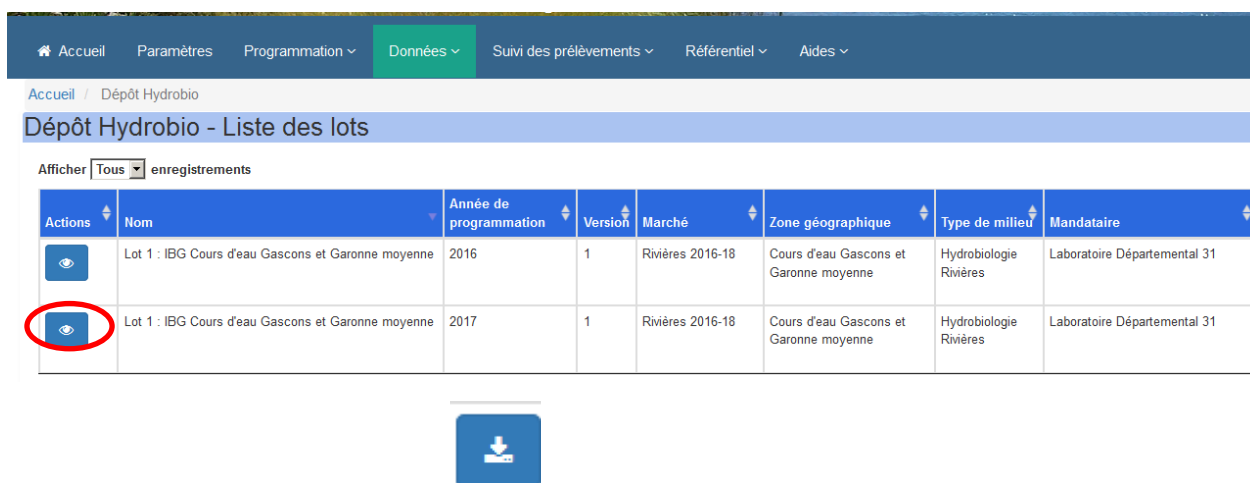 Accueil Paramètres Programmation Données Suivi des prélèvements Référentiel Aides
Accueil / Dépôt Hydrobio
Dépôt Hydrobio - Liste des lots
Afficher Tous enregistrements
Actions Nom Année de programmation Version Marché Zone géographique Type de milieu Mandataire
Lot 1 : IBG Cours d'eau Gascons et Garonne moyenne 2016 1 Rivières 2016-18 Cours d'eau Gascons et Garonne moyenne Hydrobiologie Rivières Laboratoire Départemental 31
Lot 1 : IBG Cours d'eau Gascons et Garonne moyenne 2017 1 Rivières 2016-18 Cours d'eau Gascons et Garonne moyenne Hydrobiologie Rivières Laboratoire Départemental 31